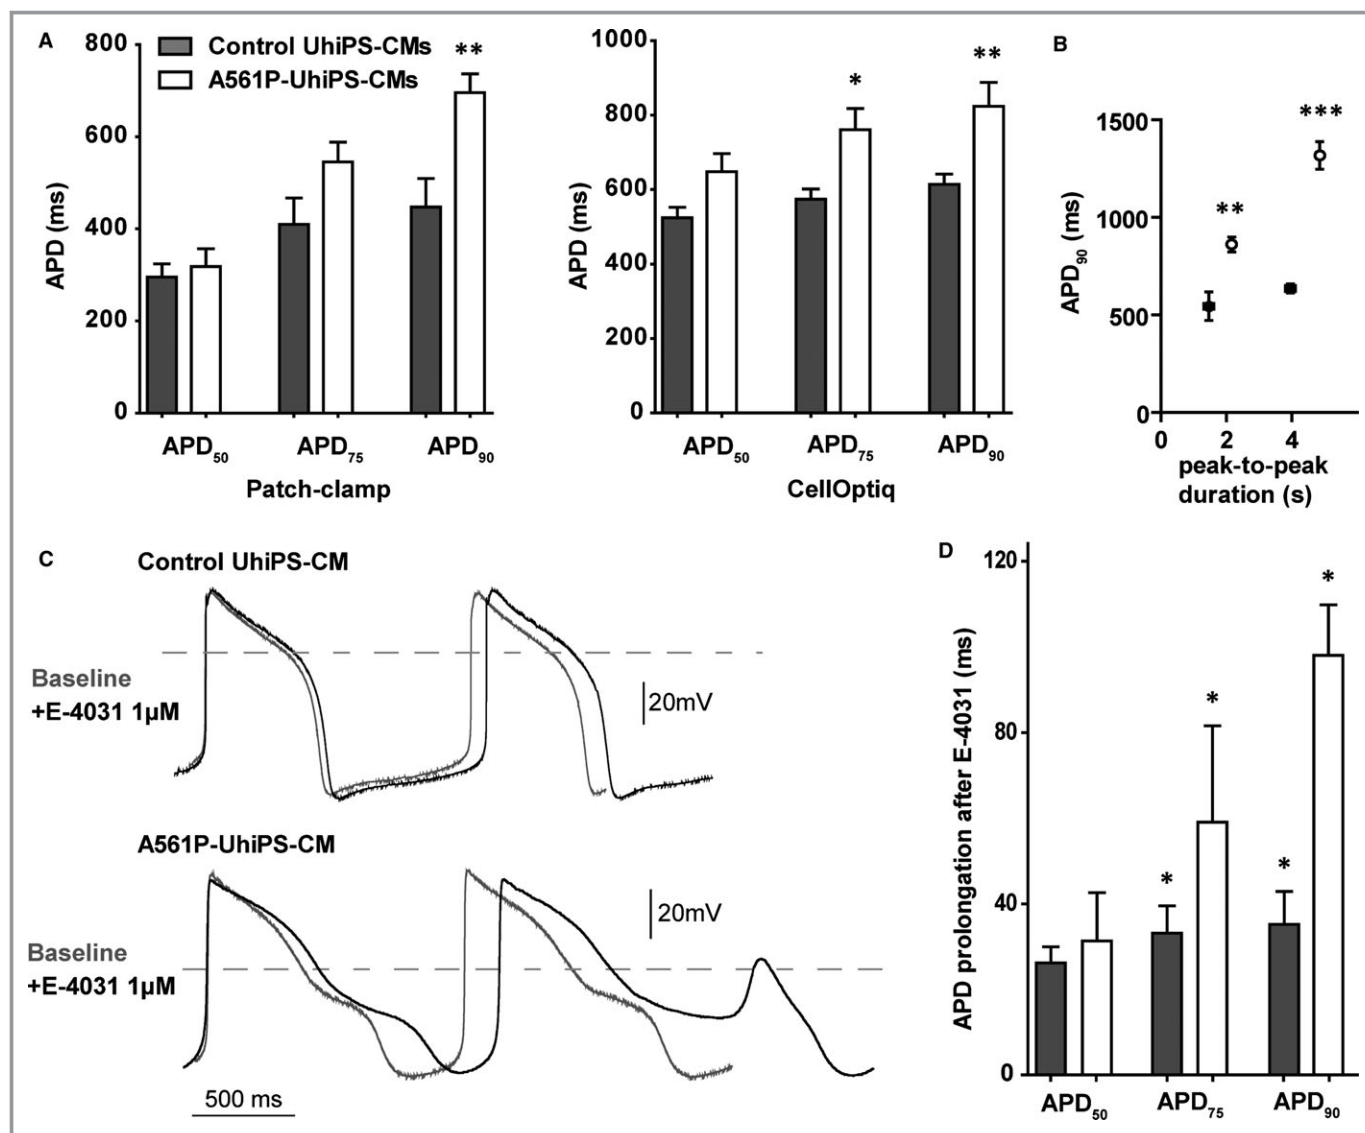 A
800
600
400
200
0
APD (ms)
Control UhiPS-CMs
A561P-UhiPS-CMs
**
APD50
APD75
APD90
Patch-clamp
1000
800
600
400
200
0
APD (ms)
*
**
APD50
APD75
APD90
CellOptiq
B
1500
1000
500
0
APD90 (ms)
**
***
0
2
4
peak-to-peak
duration (s)
C
Control UhiPS-CM
Baseline
+E-4031 1µM
20mV
A561P-UhiPS-CM
Baseline
+E-4031 1µM
20mV
500 ms
D
120
80
40
0
APD prolongation after E-4031 (ms)
*
*
*
*
APD50
APD75
APD90